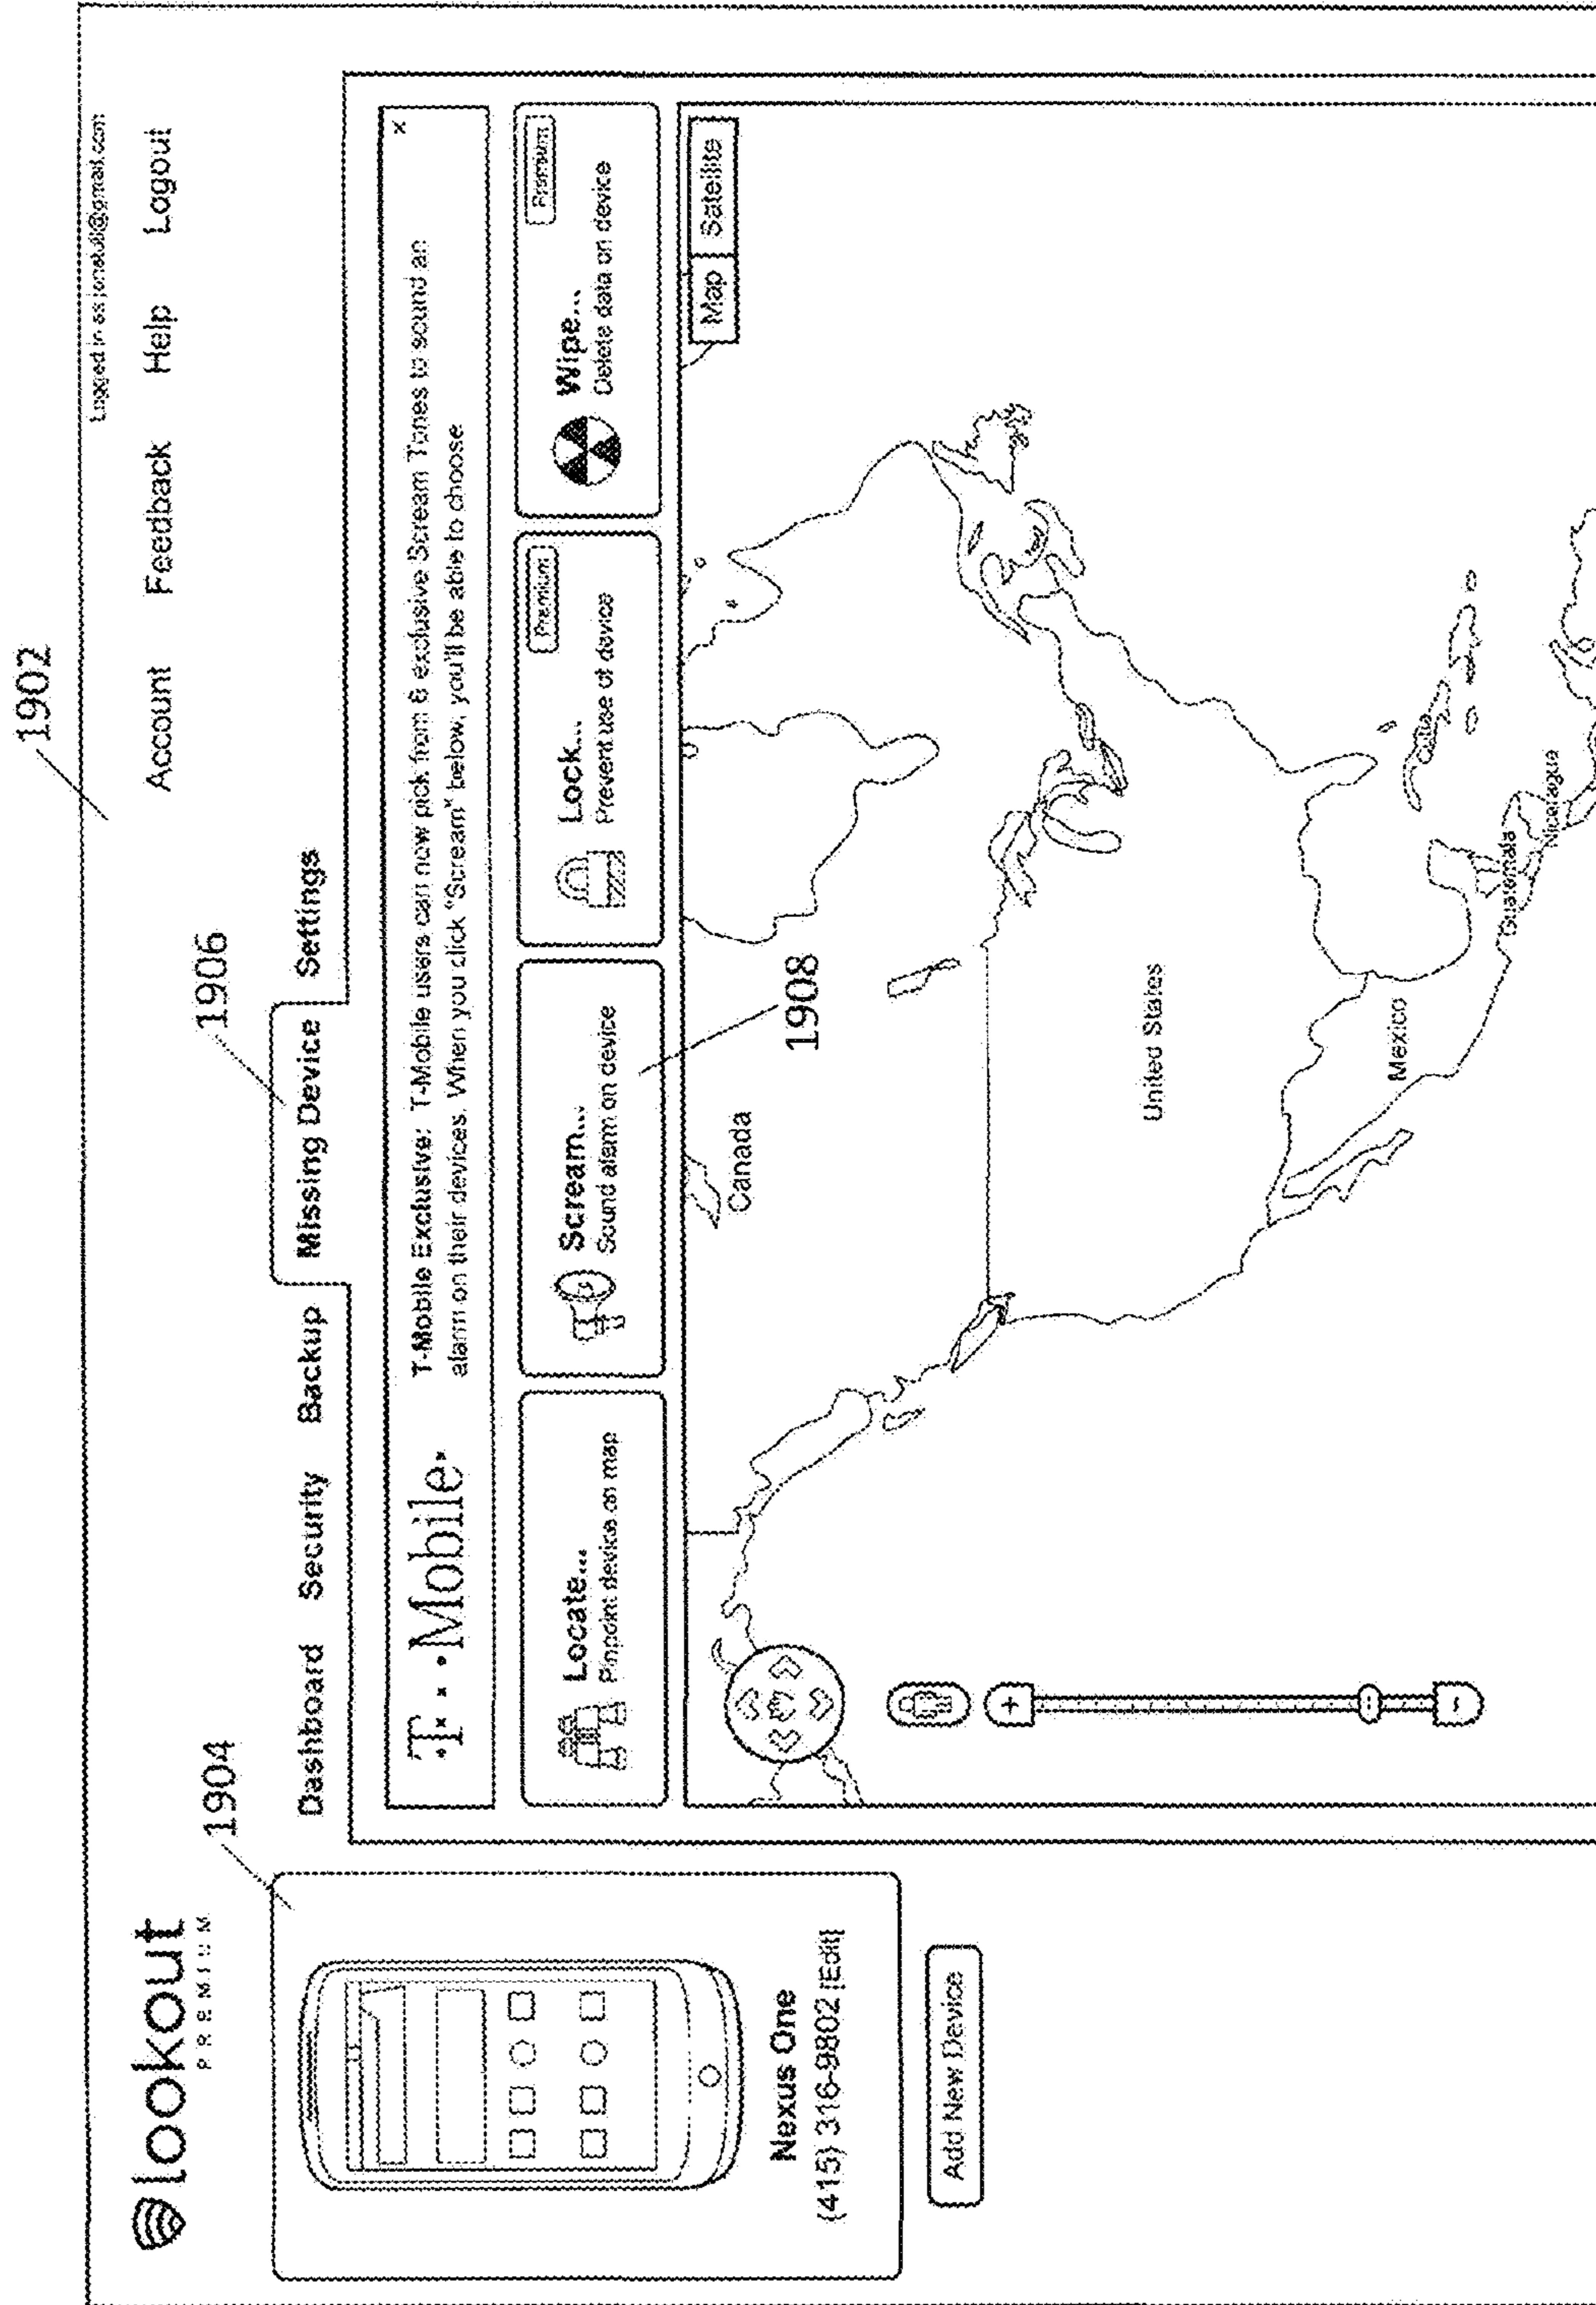 1902
Logged in as
Account Feedback Help Logout
lookout
PREMIUM
1904
1906
Dashboard Security Backup Missing Device Settings
T··Mobile·
T-Mobile Exclusive: T-Mobile users can now pick from 6 exclusive Scream Tones to sound an
alarm on their devices. When you click "Scream" below, you'll be able to choose
x
Locate...
Pinpoint device on map
Scream...
Sound alarm on device
Lock...
Prevent use of device
Premium
Wipe...
Delete data on device
Premium
1908
Map Satellite
+
-
Canada
United States
Mexico
Cuba
Guatemala
Nicaragua
Nexus One
(415) 316-9802 [Edit]
Add New Device